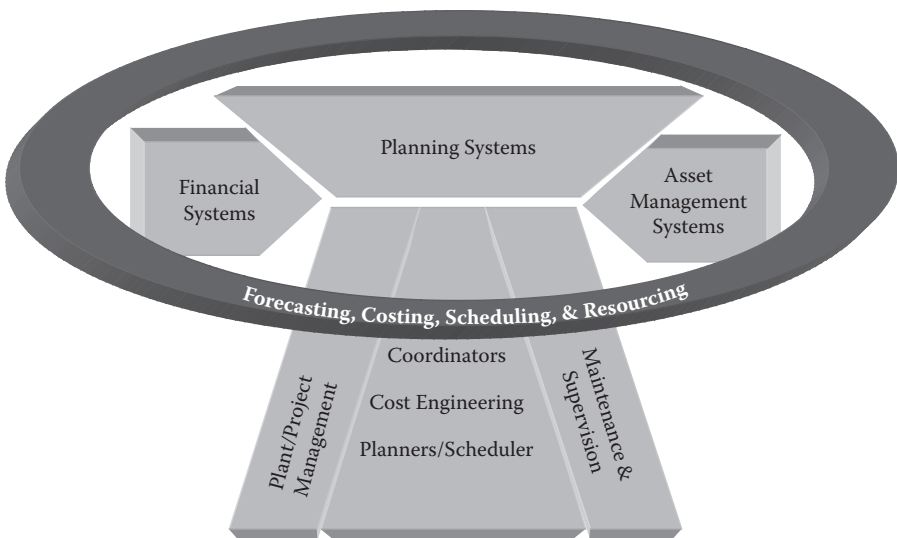 Planning Systems
Financial
Systems
Asset
Management
Systems
Forecasting, Costing, Scheduling, & Resourcing
Plant/Project
Management
Coordinators
Cost Engineering
Planners/Scheduler
Maintenance &
Supervision